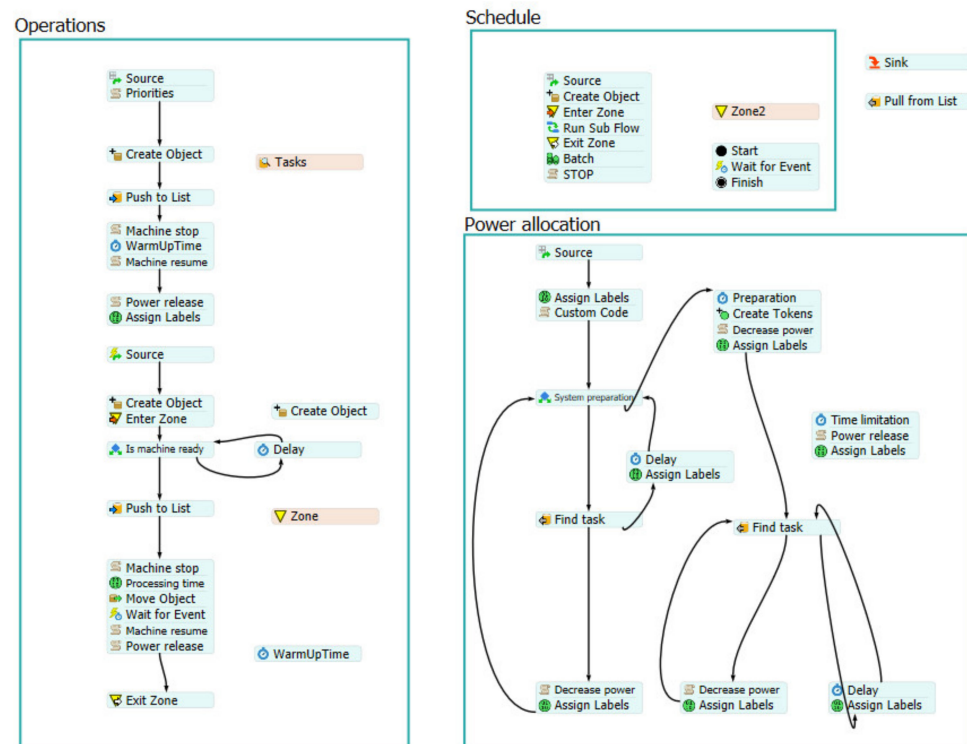 Operations
Source
Priorities
Create Object
Tasks
Push to List
Machine stop
WarmUpTime
Machine resume
Power release
Assign Labels
Source
Create Object
Enter Zone
Create Object
Is machine ready
Delay
Push to List
Zone
Machine stop
Processing time
Move Object
Wait for Event
Machine resume
Power release
WarmUpTime
Exit Zone
Schedule
Source
Create Object
Enter Zone
Run Sub Flow
Exit Zone
Batch
STOP
Zone2
Start
Wait for Event
Finish
Sink
Pull from List
Power allocation
Source
Assign Labels
Custom Code
Preparation
Create Tokens
Decrease power
Assign Labels
System preparation
Time limitation
Power release
Assign Labels
Delay
Assign Labels
Find task
Find task
Decrease power
Assign Labels
Decrease power
Assign Labels
Delay
Assign Labels